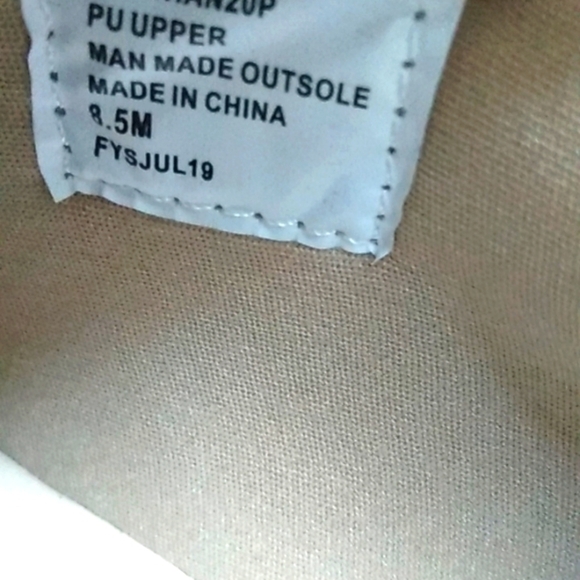 PU UPPER
MAN MADE OUTSOLE
MADE IN CHINA
8.5M
FYSJUL19